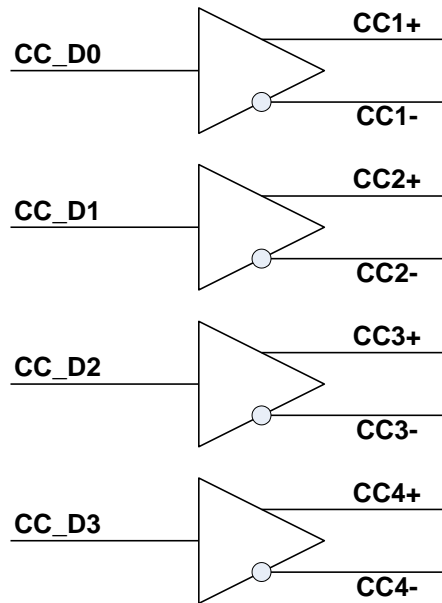 CC1+
CC_D0
CC1-
CC2+
CC_D1
CC2-
CC3+
CC_D2
CC3-
CC4+
CC_D3
CC4-